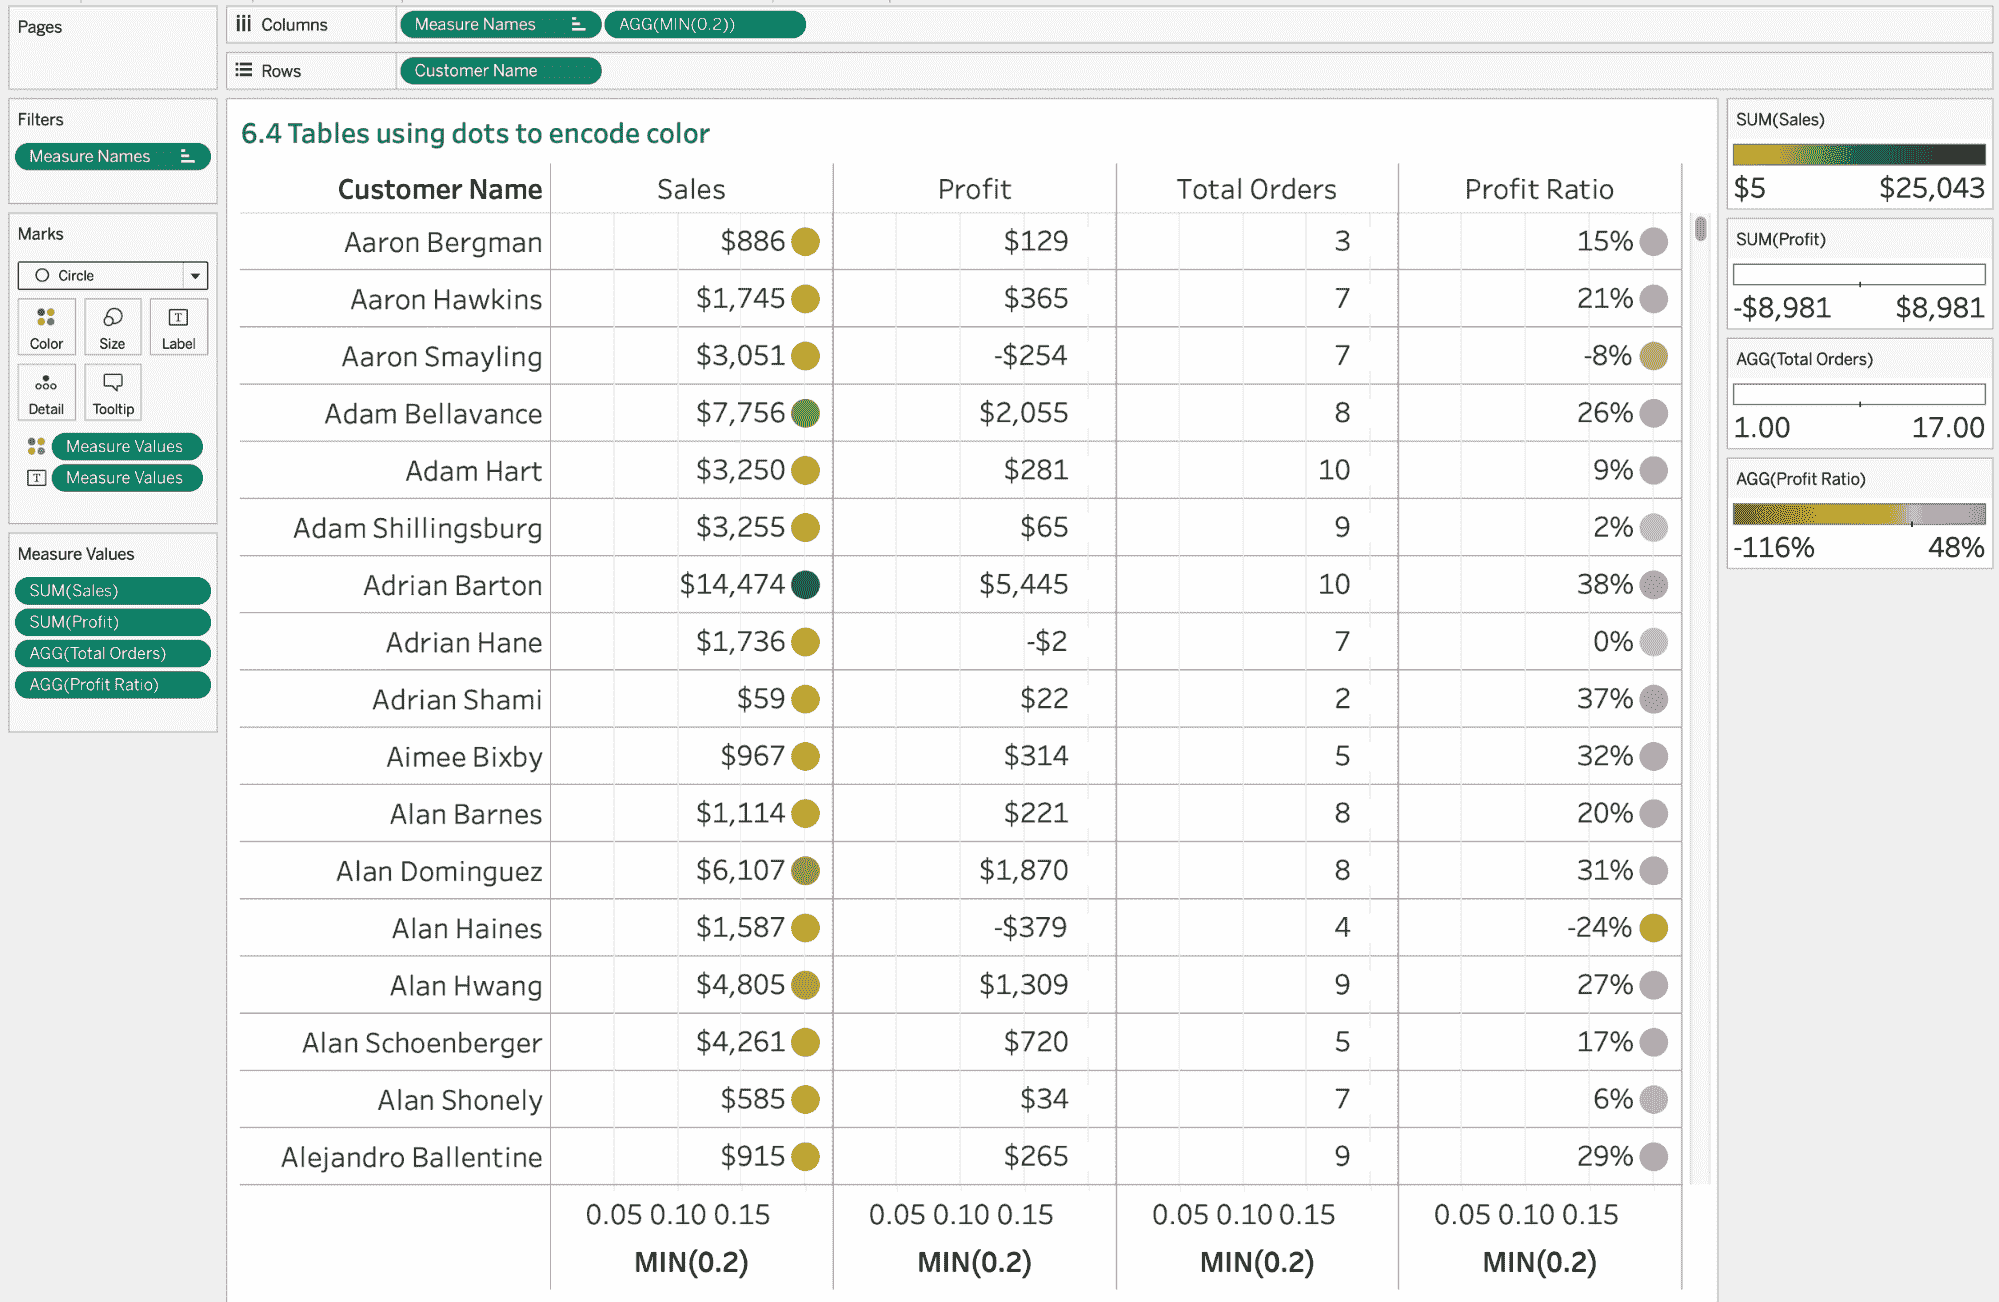 Pages
Columns Measure Names AGG(MIN(0.2))
Rows Customer Name
Filters
Measure Names
Marks
Circle
Color Size Label
Detail Tooltip
Measure Values
Measure Values
Measure Values
SUM(Sales)
SUM(Profit)
AGG(Total Orders)
AGG(Profit Ratio)
6.4 Tables using dots to encode color
Customer Name Sales Profit Total Orders Profit Ratio
Aaron Bergman $886 $129 3 15%
Aaron Hawkins $1,745 $365 7 21%
Aaron Smayling $3,051 -$254 7 -8%
Adam Bellavance $7,756 $2,055 8 26%
Adam Hart $3,250 $281 10 9%
Adam Shillingsburg $3,255 $65 9 2%
Adrian Barton $14,474 $5,445 10 38%
Adrian Hane $1,736 -$2 7 0%
Adrian Shami $59 $22 2 37%
Aimee Bixby $967 $314 5 32%
Alan Barnes $1,114 $221 8 20%
Alan Dominguez $6,107 $1,870 8 31%
Alan Haines $1,587 -$379 4 -24%
Alan Hwang $4,805 $1,309 9 27%
Alan Schoenberger $4,261 $720 5 17%
Alan Shonely $585 $34 7 6%
Alejandro Ballentine $915 $265 9 29%
0.05 0.10 0.15 0.05 0.10 0.15 0.05 0.10 0.15 0.05 0.10 0.15
MIN(0.2) MIN(0.2) MIN(0.2) MIN(0.2)
SUM(Sales)
$5 $25,043
SUM(Profit)
-$8,981 $8,981
AGG(Total Orders)
1.00 17.00
AGG(Profit Ratio)
-116% 48%